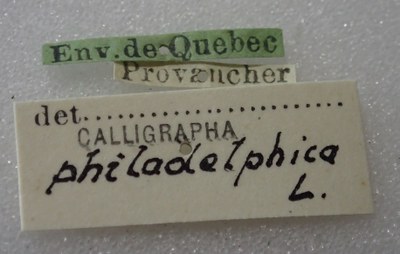 Env.de Quebec
Provancher
det..............................
CALLIGRAPHA
philadelphica
L.